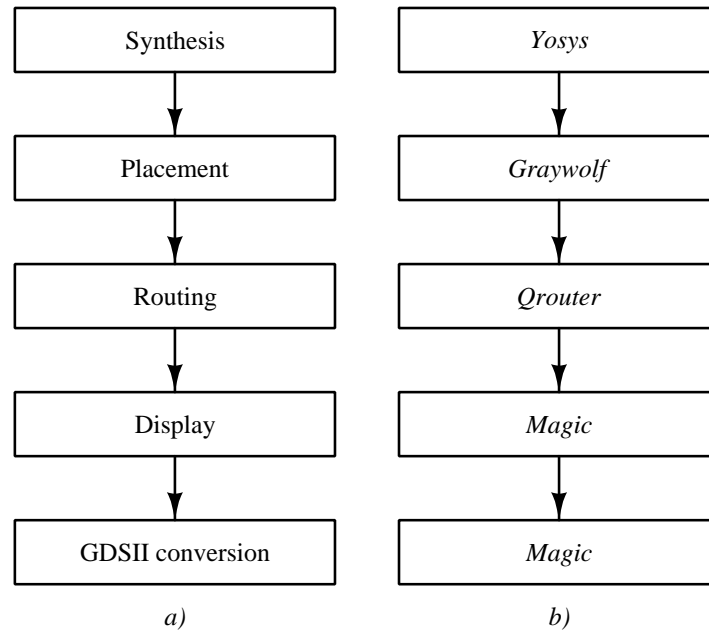 Synthesis
Yosys
Placement
Graywolf
Routing
Qrouter
Display
Magic
GDSII conversion
Magic
a)
b)